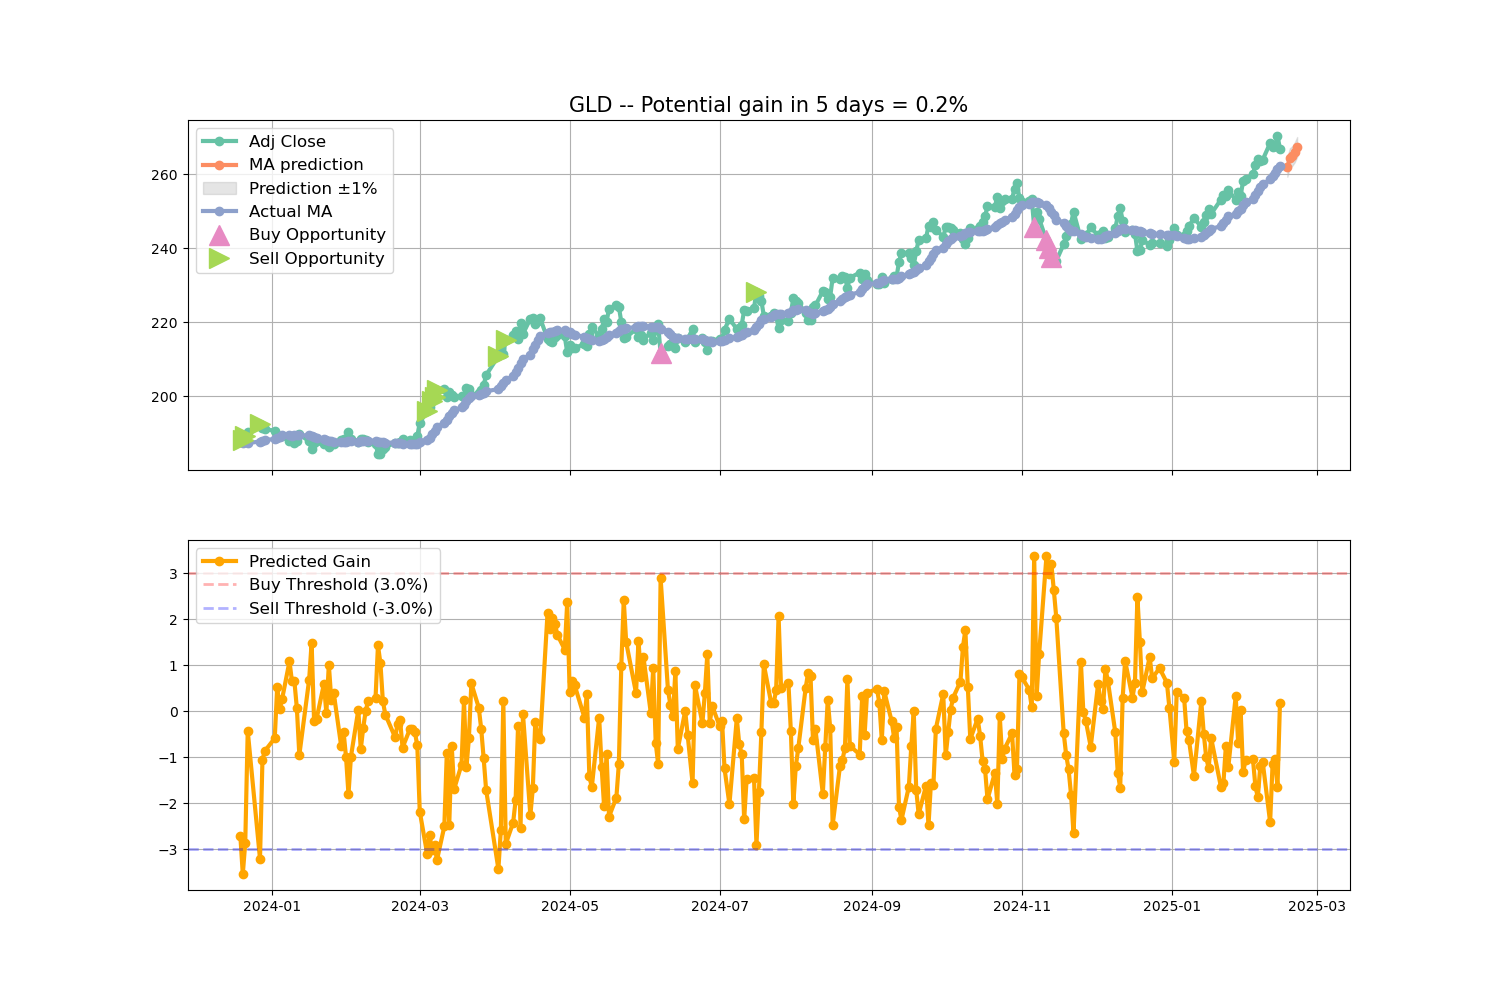 GLD -- Potential gain in 5 days = 0.2%
Adj Close
MA prediction
Prediction ±1%
Actual MA
Buy Opportunity
Sell Opportunity
260
240
220
200
Predicted Gain
Buy Threshold (3.0%)
Sell Threshold (-3.0%)
3
2
1
0
−1
−2
−3
2024-01
2024-03
2024-05
2024-07
2024-09
2024-11
2025-01
2025-03